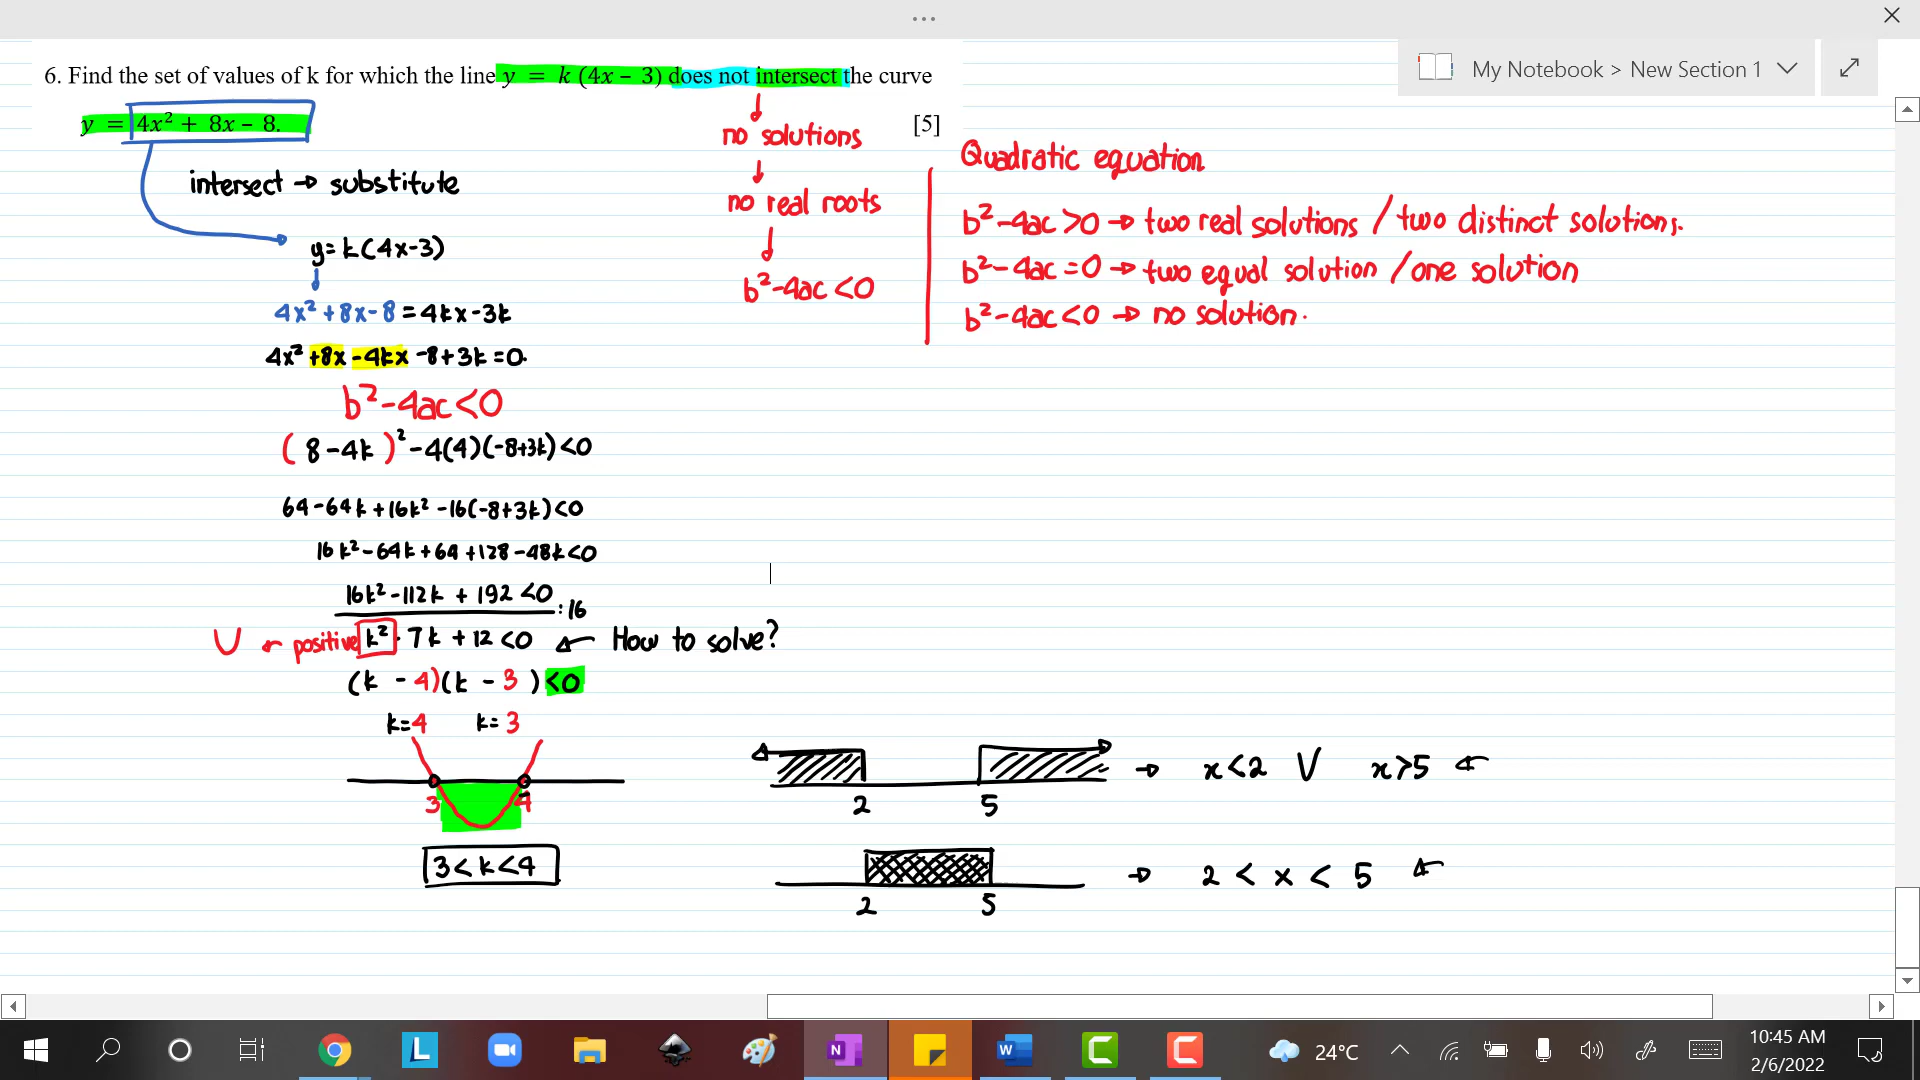 6. Find the set of values of k for which the line y = k (4x – 3) does not intersect the curve
y = 4x² + 8x – 8.
[5]
My Notebook > New Section 1
intersect → substitute
y=k(4x-3)
4x²+8x-8=4kx-3k
4x²+8x-4kx-8+3k=0.
b²-4ac<0
(8-4k)²-4(4)(-8+3k)<0
64-64k+16k²-16(-8+3k)<0
16k²-64k+64+128-48k<0
16k²-112k+192<0
:16
U ← positive k²-7k+12<0 ← How to solve?
(k-4)(k-3)<0
k=4 k=3
3 4
3<k<4
no solutions
no real roots
b²-4ac<0
Quadratic equation
b²-4ac>0 → two real solutions / two distinct solutions.
b²-4ac=0 → two equal solution / one solution
b²-4ac<0 → no solution.
2 5 → x<2 V x>5 ←
2 5 → 2 < x < 5 ←
24°C
10:45 AM
2/6/2022